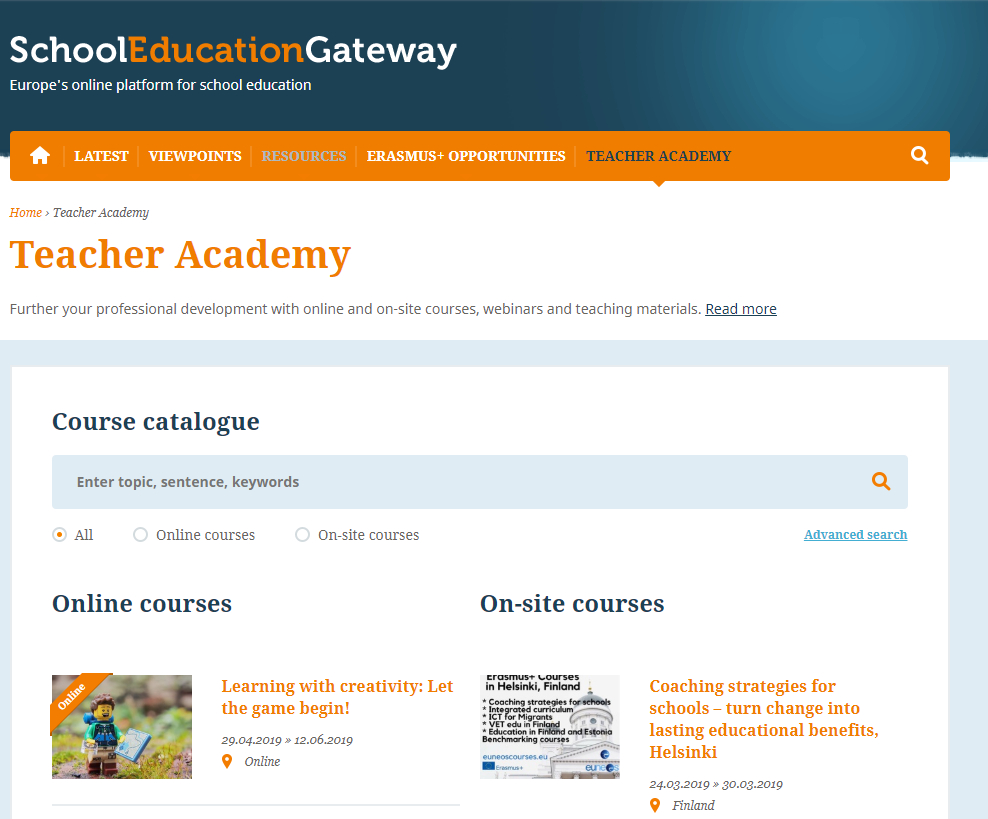 SchoolEducationGateway
Europe's online platform for school education
LATEST VIEWPOINTS RESOURCES ERASMUS+ OPPORTUNITIES TEACHER ACADEMY
Home › Teacher Academy
Teacher Academy
Further your professional development with online and on-site courses, webinars and teaching materials. Read more
Course catalogue
Enter topic, sentence, keywords
All Online courses On-site courses Advanced search
Online courses
Online
Learning with creativity: Let
the game begin!
29.04.2019 » 12.06.2019
Online
On-site courses
Erasmus+ Courses
in Helsinki, Finland
* Coaching strategies for schools
* Integrated curriculum
* ICT for Migrants
* VET edu in Finland
* Education in Finland and Estonia
Benchmarking courses
euneoscourses.eu
Erasmus+
euneos
Coaching strategies for
schools – turn change into
lasting educational benefits,
Helsinki
24.03.2019 » 30.03.2019
Finland